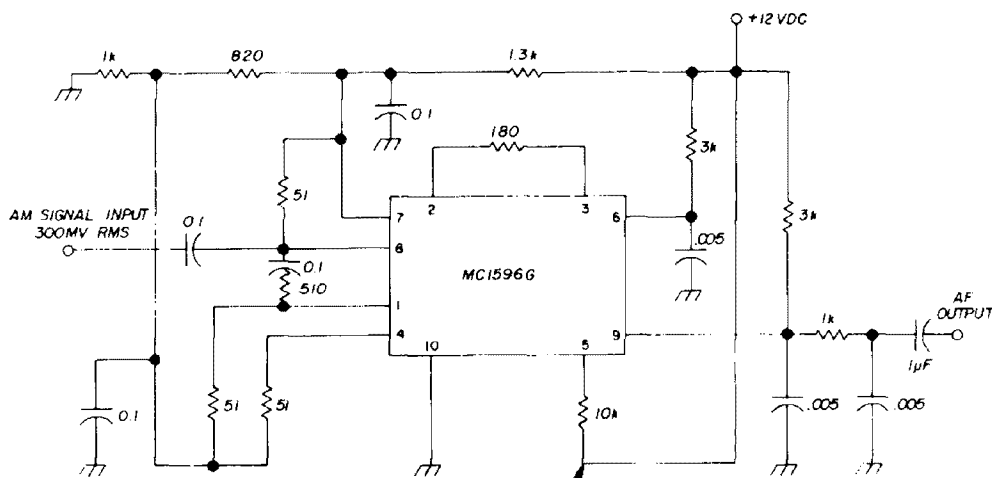 +12 VDC
1k
820
1.3k
0.1
180
3k
51
7
2
3
6
3k
AM SIGNAL INPUT
300MV RMS
0.1
6
.005
0.1
510
MC1596G
1
4
9
1k
AF
OUTPUT
10
5
1µF
0.1
51
51
10k
.005
.005